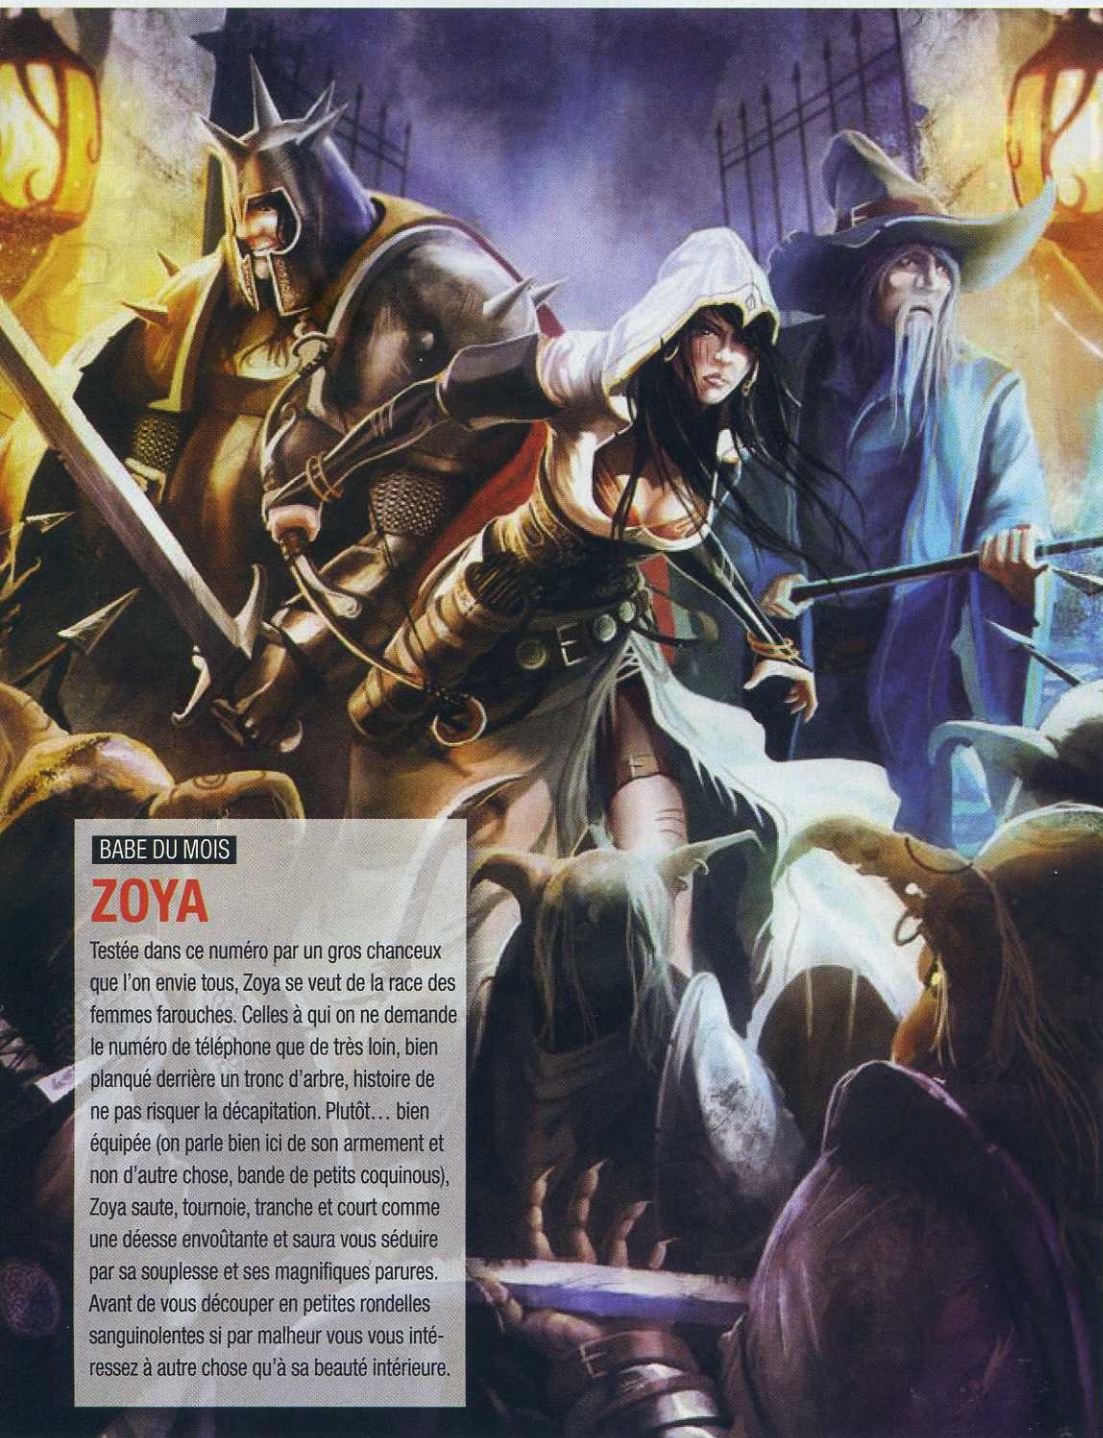 BABE DU MOIS
ZOYA
Testée dans ce numéro par un gros chanceux
que l'on envie tous, Zoya se veut de la race des
femmes farouches. Celles à qui on ne demande
le numéro de téléphone que de très loin, bien
planqué derrière un tronc d'arbre, histoire de
ne pas risquer la décapitation. Plutôt... bien
équipée (on parle bien ici de son armement et
non d'autre chose, bande de petits coquinous),
Zoya saute, tournoie, tranche et court comme
une déesse envoûtante et saura vous séduire
par sa souplesse et ses magnifiques parures.
Avant de vous découper en petites rondelles
sanguinolentes si par malheur vous vous inté-
ressez à autre chose qu'à sa beauté intérieure.